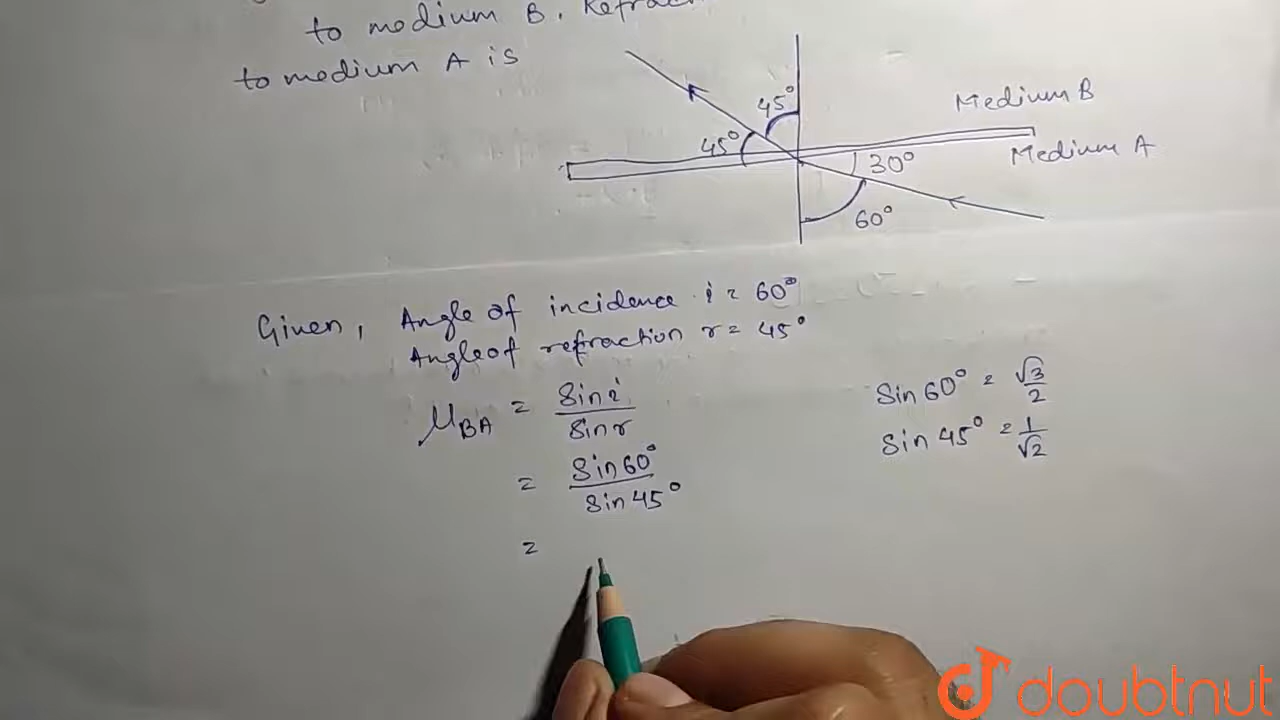 to medium B. Refrac
to medium A is
45°
Medium B
45°
Medium A
30°
60°
Given, Angle of incidence i = 60°
Angle of refraction r = 45°
μBA = sin i / sin r
sin 60° = √3/2
= sin 60° / sin 45°
sin 45° = 1/√2
=
doubtnut